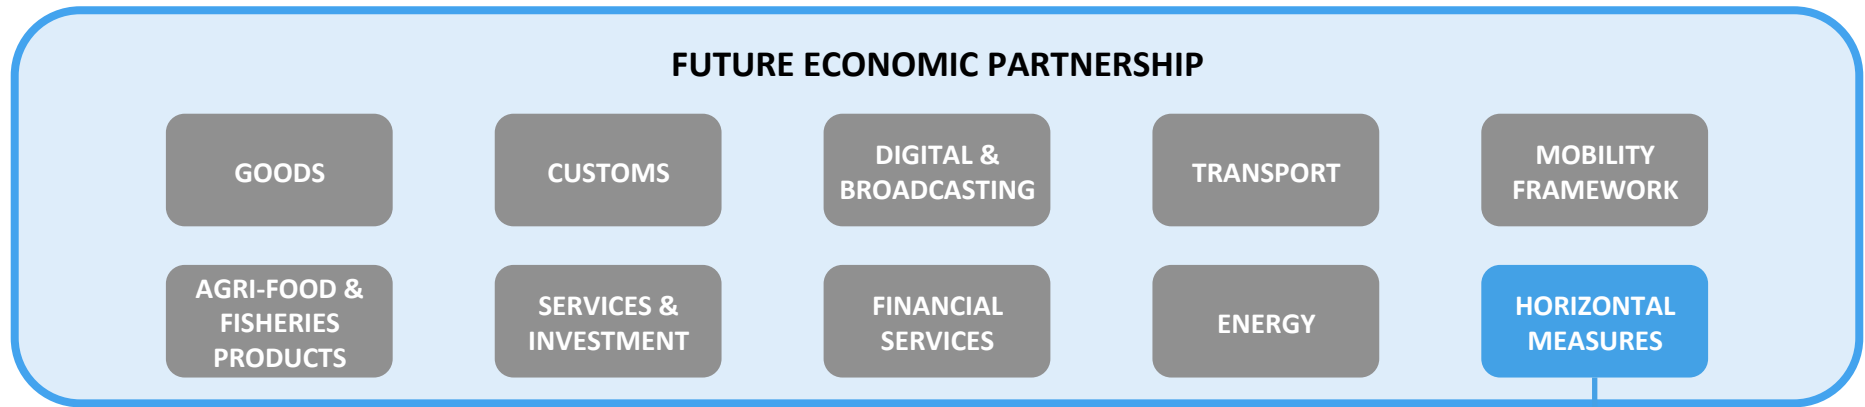 FUTURE ECONOMIC PARTNERSHIP
GOODS
CUSTOMS
DIGITAL &
BROADCASTING
TRANSPORT
MOBILITY
FRAMEWORK
AGRI-FOOD &
FISHERIES
PRODUCTS
SERVICES &
INVESTMENT
FINANCIAL
SERVICES
ENERGY
HORIZONTAL
MEASURES